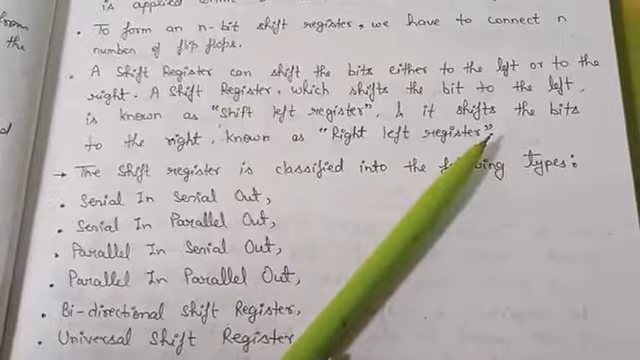 from
the
d
is applied
• To form an n-bit shift register, we have to connect n
number of flip flops.
• A Shift Register can shift the bits either to the left or to the
right. A Shift Register, which shifts the bit to the left,
is known as "Shift left register", & it shifts the bits
to the right, known as "Right left register"
→ The shift register is classified into the following types:
• Serial In Serial Out,
• Serial In Parallel Out,
• Parallel In Serial Out,
• Parallel In Parallel Out,
• Bi-directional Shift Register,
• Universal Shift Register